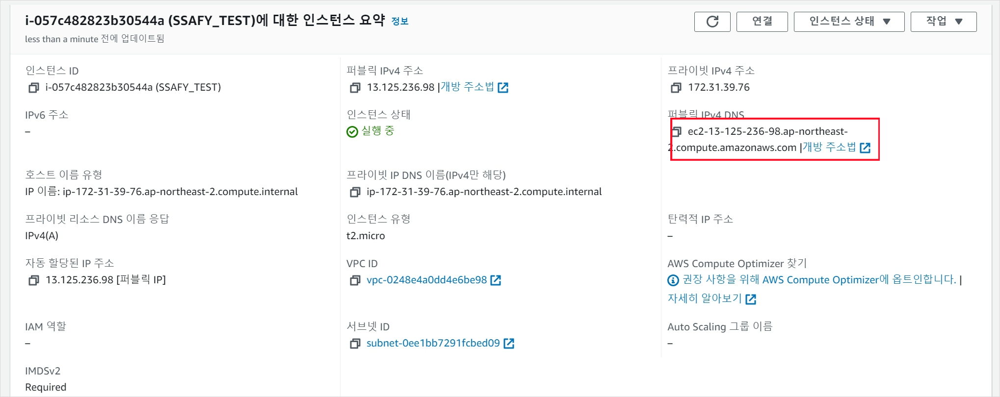 i-057c482823b30544a (SSAFY_TEST)에 대한 인스턴스 요약 정보
less than a minute 전에 업데이트됨
연결
인스턴스 상태
작업
인스턴스 ID
i-057c482823b30544a (SSAFY_TEST)
퍼블릭 IPv4 주소
13.125.236.98 |개방 주소법
프라이빗 IPv4 주소
172.31.39.76
IPv6 주소
–
인스턴스 상태
실행 중
퍼블릭 IPv4 DNS
ec2-13-125-236-98.ap-northeast-
2.compute.amazonaws.com |개방 주소법
호스트 이름 유형
IP 이름: ip-172-31-39-76.ap-northeast-2.compute.internal
프라이빗 IP DNS 이름(IPv4만 해당)
ip-172-31-39-76.ap-northeast-2.compute.internal
프라이빗 리소스 DNS 이름 응답
IPv4(A)
인스턴스 유형
t2.micro
탄력적 IP 주소
–
자동 할당된 IP 주소
13.125.236.98 [퍼블릭 IP]
VPC ID
vpc-0248e4a0dd4e6be98
AWS Compute Optimizer 찾기
권장 사항을 위해 AWS Compute Optimizer에 옵트인합니다. |
자세히 알아보기
IAM 역할
–
서브넷 ID
subnet-0ee1bb7291fcbed09
Auto Scaling 그룹 이름
–
IMDSv2
Required